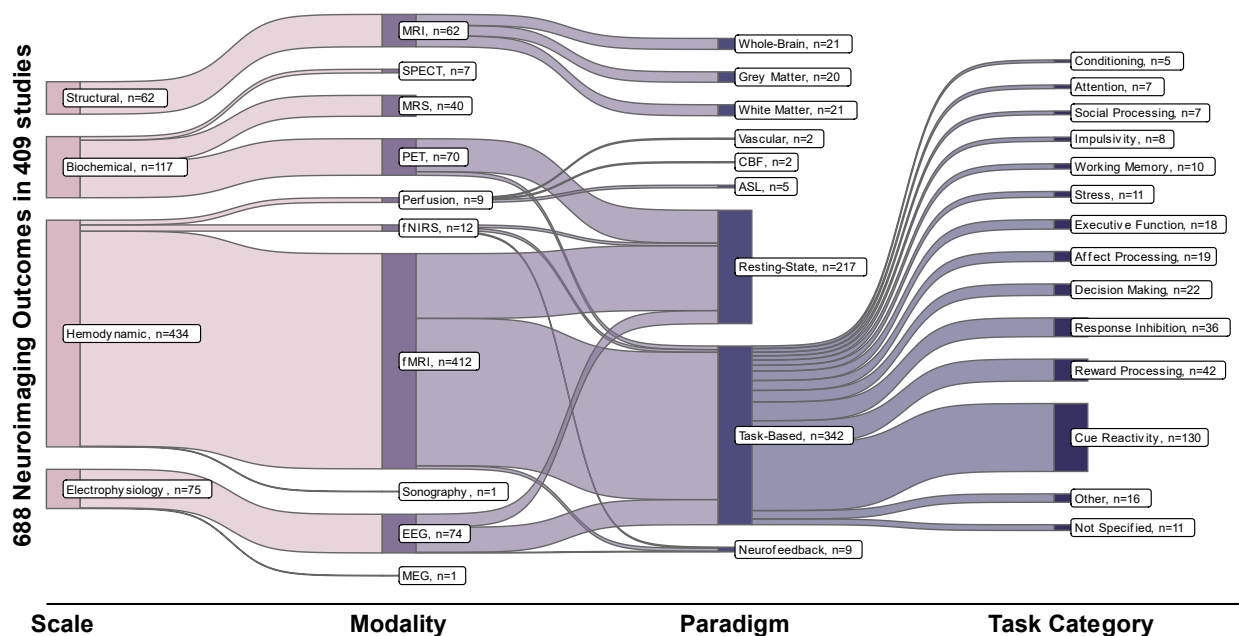 688 Neuroimaging Outcomes in 409 studies
Structural, n=62
Biochemical, n=117
Hemodynamic, n=434
Electrophysiology, n=75
MRI, n=62
SPECT, n=7
MRS, n=40
PET, n=70
Perfusion, n=9
fNIRS, n=12
fMRI, n=412
Sonography, n=1
EEG, n=74
MEG, n=1
Whole-Brain, n=21
Grey Matter, n=20
White Matter, n=21
Vascular, n=2
CBF, n=2
ASL, n=5
Resting-State, n=217
Task-Based, n=342
Neurofeedback, n=9
Conditioning, n=5
Attention, n=7
Social Processing, n=7
Impulsivity, n=8
Working Memory, n=10
Stress, n=11
Executive Function, n=18
Affect Processing, n=19
Decision Making, n=22
Response Inhibition, n=36
Reward Processing, n=42
Cue Reactivity, n=130
Other, n=16
Not Specified, n=11
Scale
Modality
Paradigm
Task Category